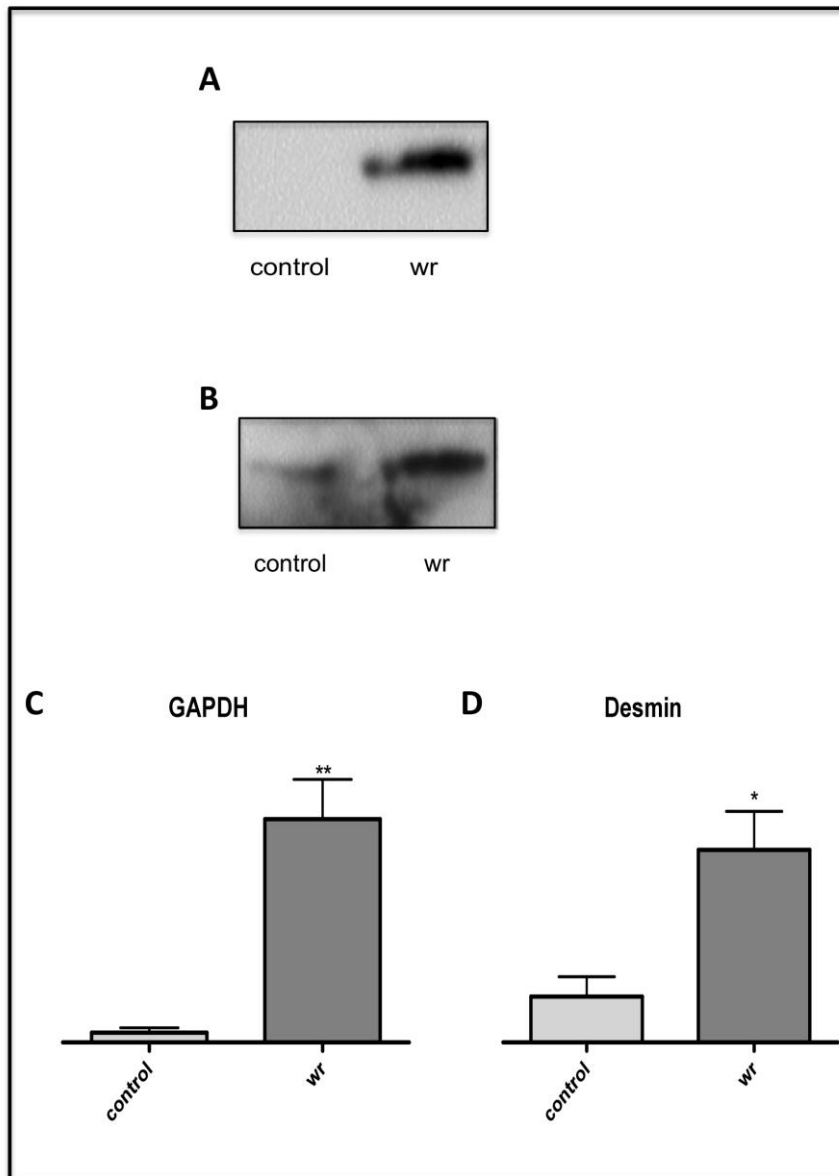 A
control wr
B
control wr
C GAPDH
**
control
wr
D Desmin
*
control
wr